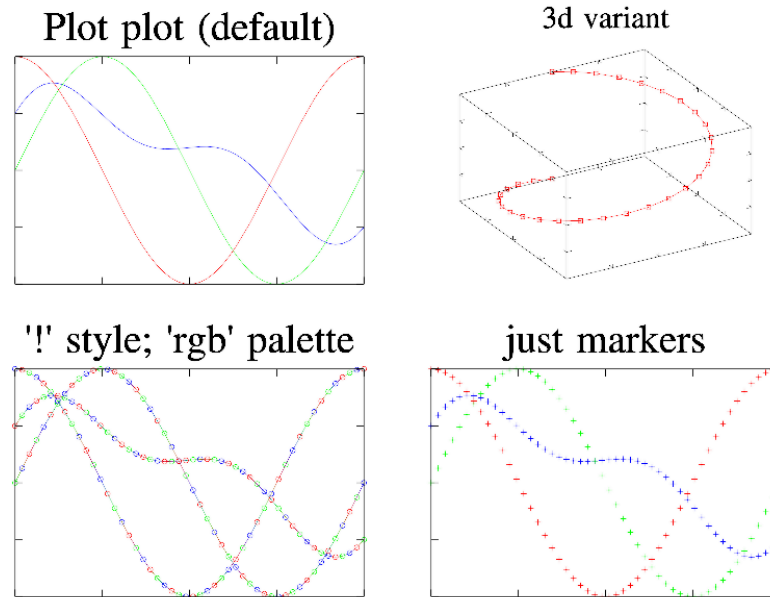 Plot plot (default)
3d variant
'!' style; 'rgb' palette
just markers